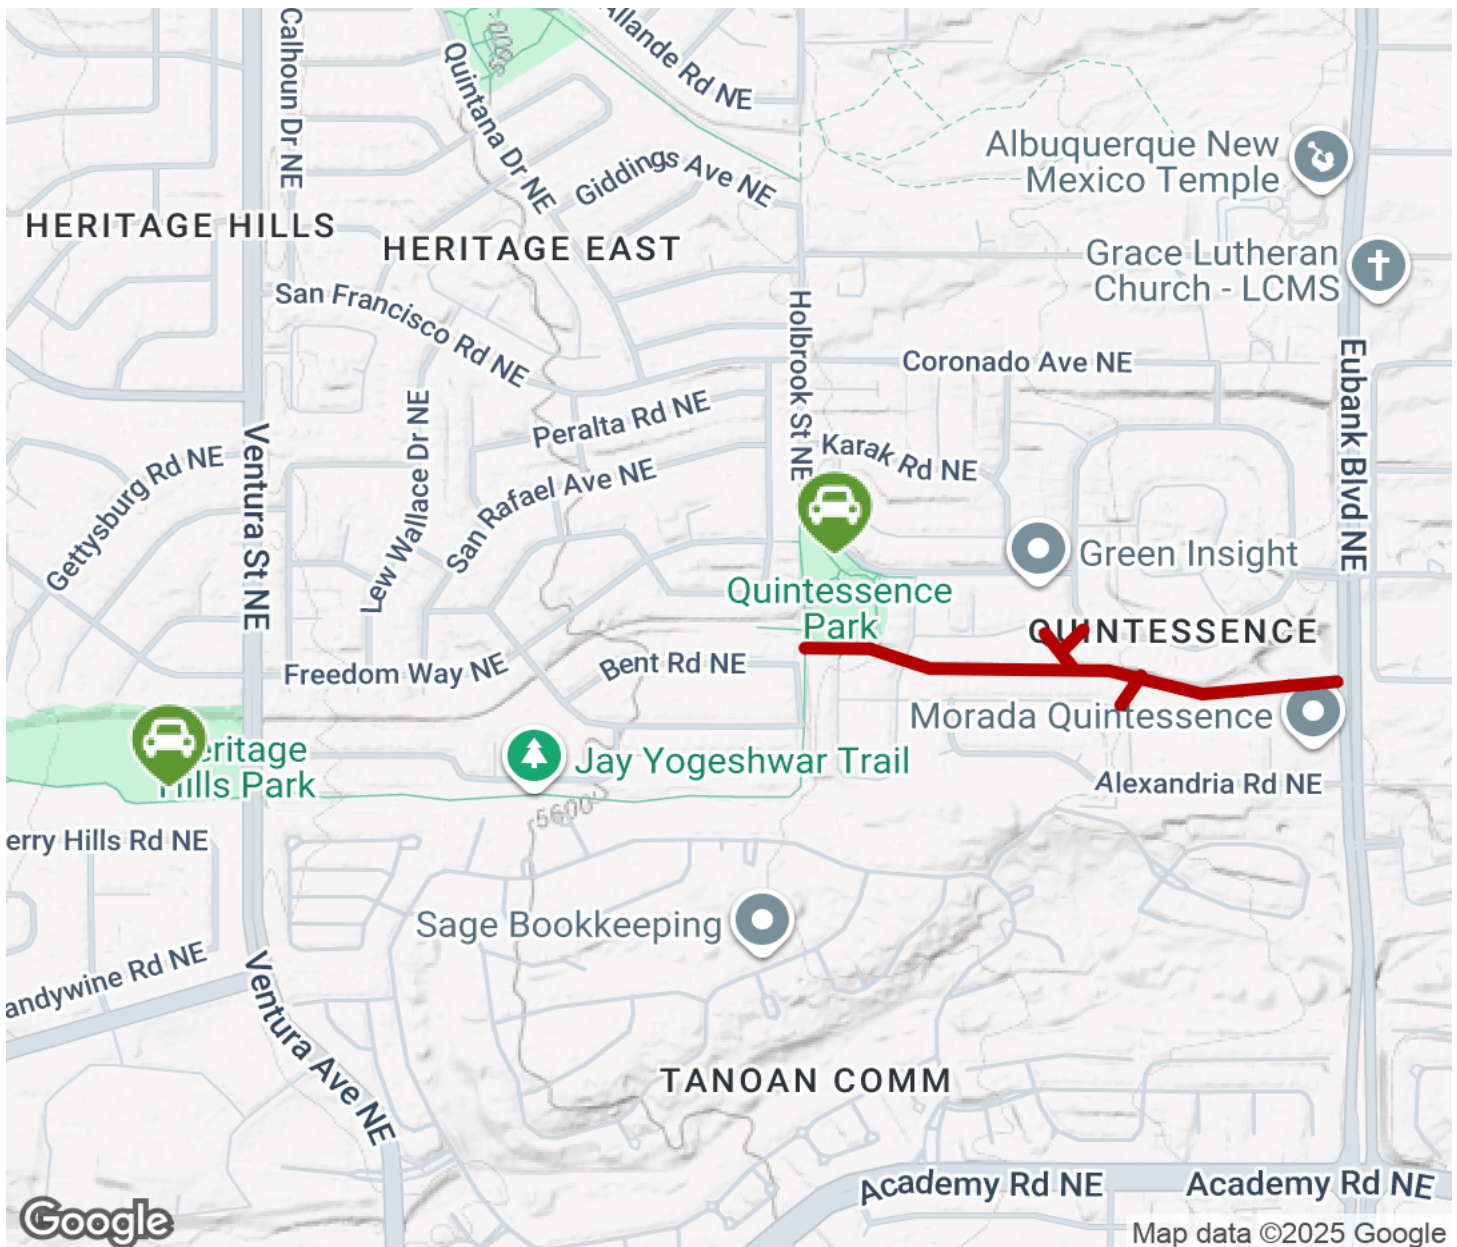 Calhoun Dr NE
Quintana Dr NE
Allande Rd NE
Giddings Ave NE
Albuquerque New
Mexico Temple
HERITAGE HILLS
HERITAGE EAST
Grace Lutheran
Church - LCMS
San Francisco Rd NE
Holbrook St NE
Coronado Ave NE
Eubank Blvd NE
Lew Wallace Dr NE
Peralta Rd NE
Karak Rd NE
Gettysburg Rd NE
Ventura St NE
San Rafael Ave NE
Green Insight
Quintessence
Park
QUINTESSENCE
Freedom Way NE
Bent Rd NE
Morada Quintessence
eritage
Hills Park
Jay Yogeshwar Trail
Alexandria Rd NE
5600'
erry Hills Rd NE
Sage Bookkeeping
andywine Rd NE
Ventura Ave NE
TANOAN COMM
Academy Rd NE
Academy Rd NE
Google
Map data ©2025 Google